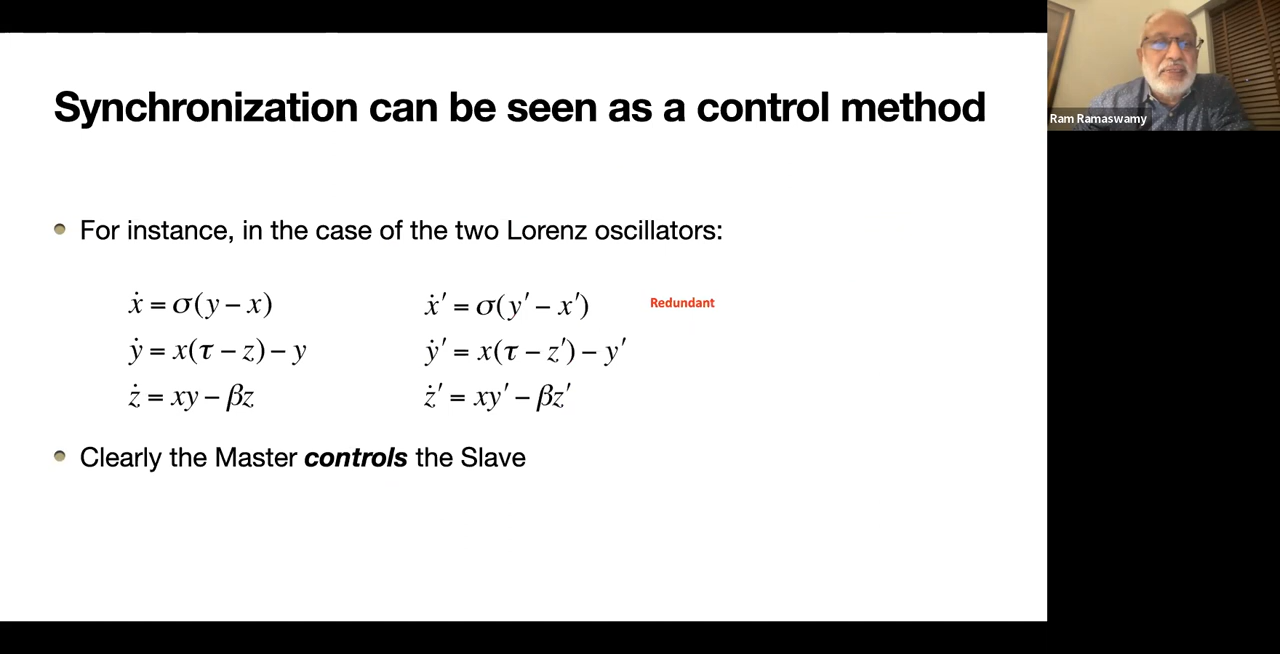 Synchronization can be seen as a control method
For instance, in the case of the two Lorenz oscillators:
ẋ = σ(y − x)
ẏ = x(τ − z) − y
ż = xy − βz
ẋ′ = σ(y′ − x′)
ẏ′ = x(τ − z′) − y′
ż′ = xy′ − βz′
Redundant
Clearly the Master controls the Slave
Ram Ramaswamy